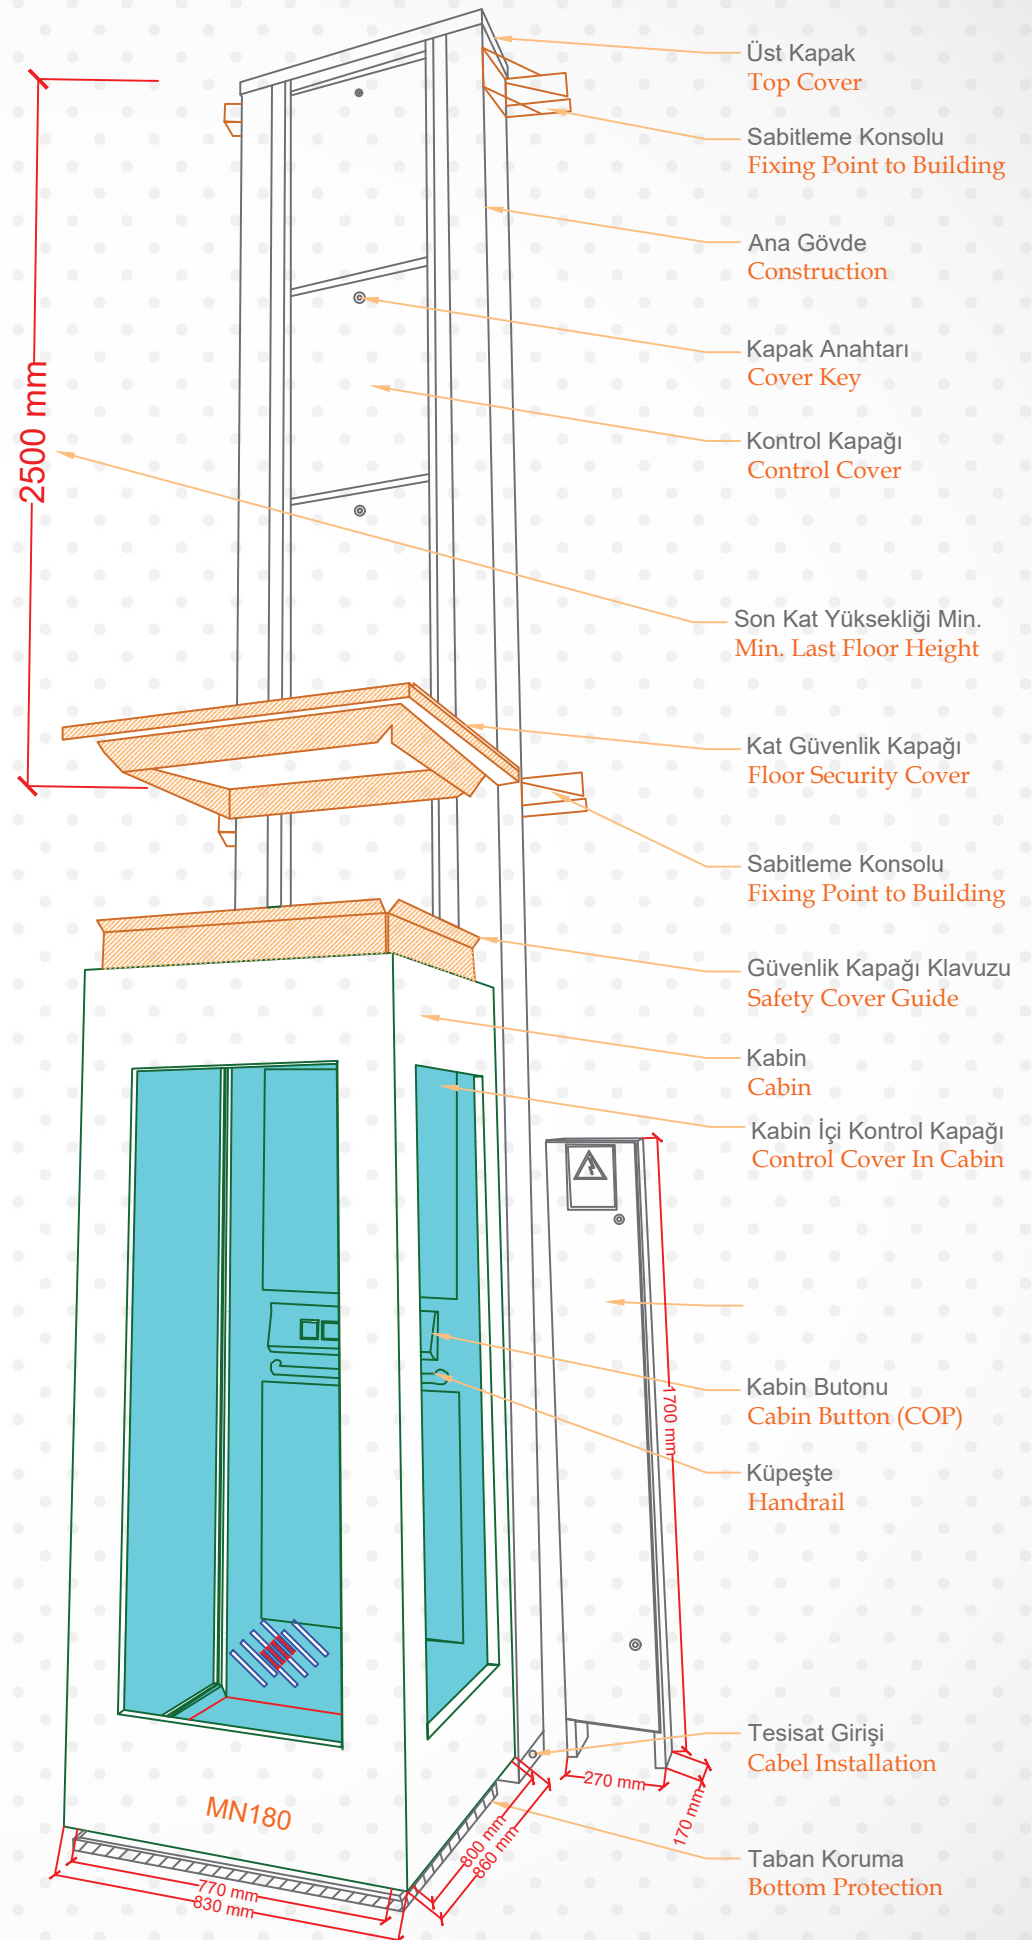 Üst Kapak
Top Cover
Sabitleme Konsolu
Fixing Point to Building
Ana Gövde
Construction
Kapak Anahtarı
Cover Key
Kontrol Kapağı
Control Cover
2500 mm
Son Kat Yüksekliği Min.
Min. Last Floor Height
Kat Güvenlik Kapağı
Floor Security Cover
Sabitleme Konsolu
Fixing Point to Building
Güvenlik Kapağı Klavuzu
Safety Cover Guide
Kabin
Cabin
Kabin İçi Kontrol Kapağı
Control Cover In Cabin
1700 mm
Kabin Butonu
Cabin Button (COP)
Küpeşte
Handrail
Tesisat Girişi
Cabel Installation
270 mm
170 mm
MN180
800 mm
860 mm
770 mm
830 mm
Taban Koruma
Bottom Protection